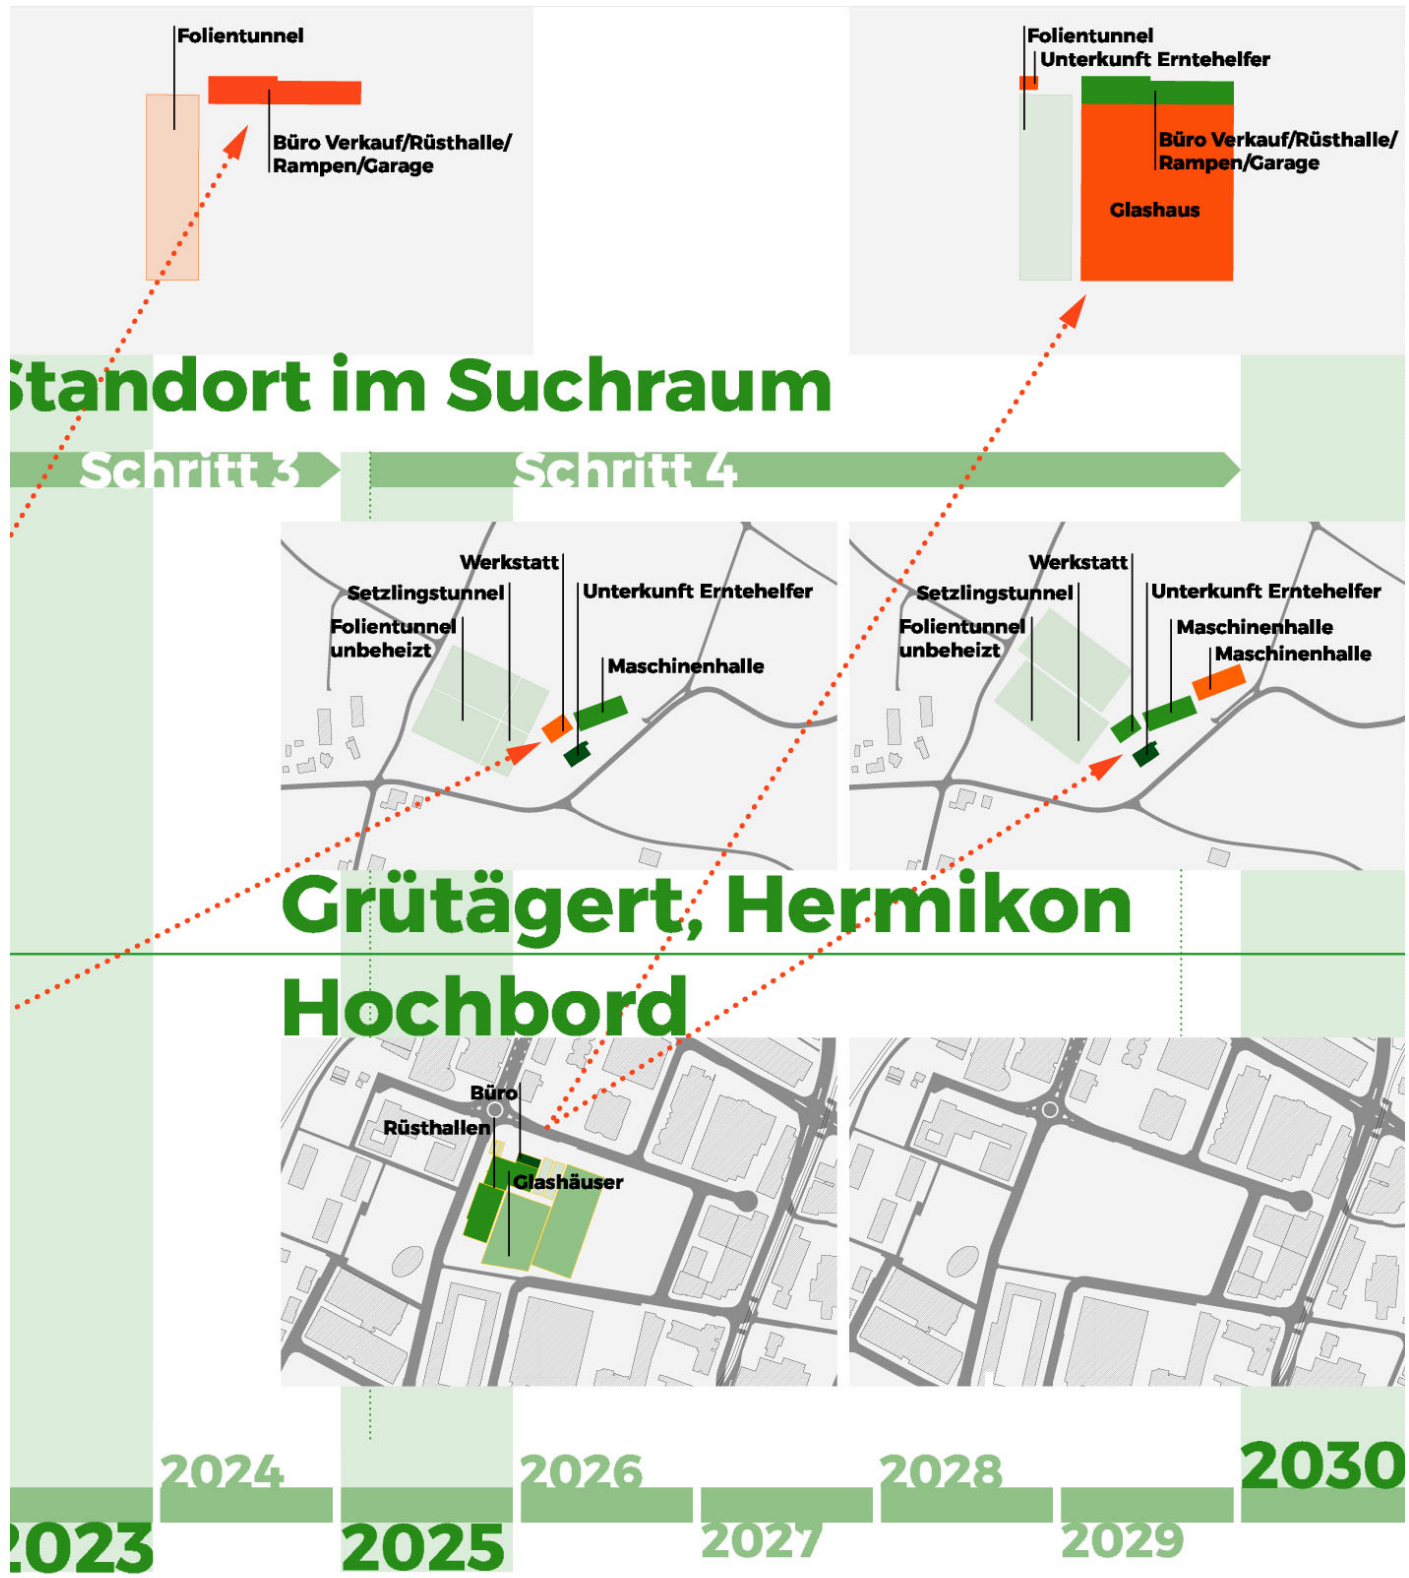 Folientunnel
Büro Verkauf/Rüsthalle/
Rampen/Garage
Folientunnel
Unterkunft Erntehelfer
Büro Verkauf/Rüsthalle/
Rampen/Garage
Glashaus
Standort im Suchraum
Schritt 3
Schritt 4
Werkstatt
Setzlingstunnel
Unterkunft Erntehelfer
Folientunnel
unbeheizt
Maschinenhalle
Werkstatt
Setzlingstunnel
Unterkunft Erntehelfer
Folientunnel
unbeheizt
Maschinenhalle
Maschinenhalle
Grütägert, Hermikon
Hochbord
Büro
Rüsthallen
Glashäuser
2023
2024
2025
2026
2027
2028
2029
2030